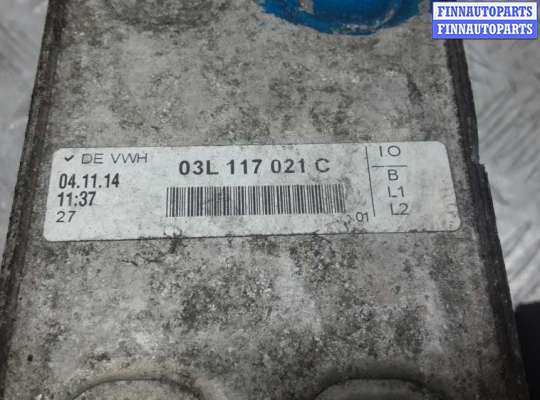 FINNAUTOPARTS
FINNAUTOPARTS
✓ DE VWH
03L 117 021 C
IO
04.11.14
B
11:37
L1
27
01
L2